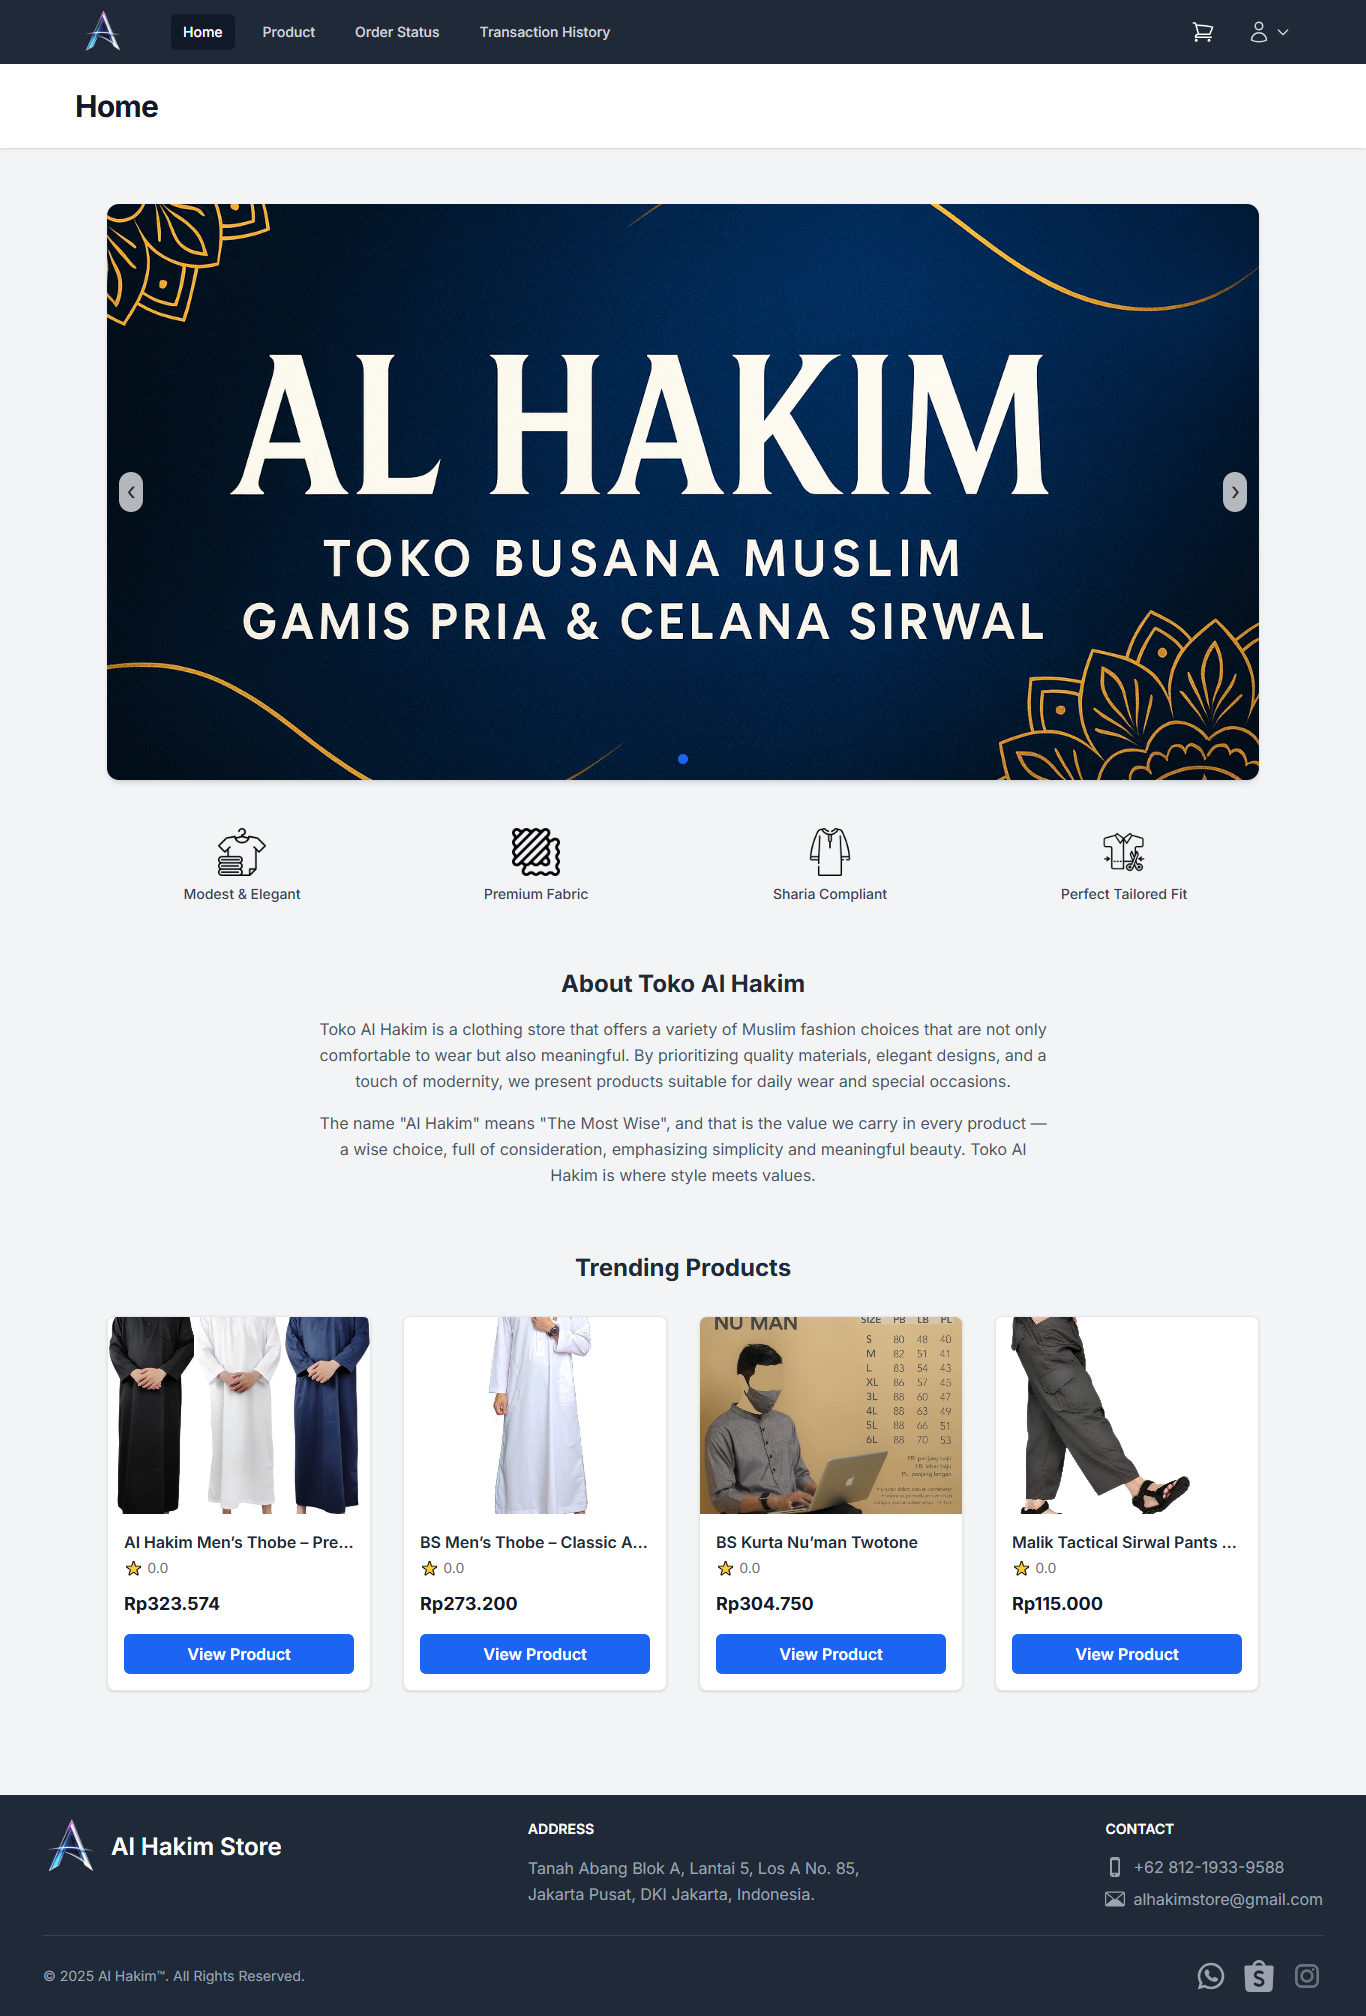 Home
Product
Order Status
Transaction History
Home
AL HAKIM
TOKO BUSANA MUSLIM
GAMIS PRIA & CELANA SIRWAL
Modest & Elegant
Premium Fabric
Sharia Compliant
Perfect Tailored Fit
About Toko Al Hakim
Toko Al Hakim is a clothing store that offers a variety of Muslim fashion choices that are not only
comfortable to wear but also meaningful. By prioritizing quality materials, elegant designs, and a
touch of modernity, we present products suitable for daily wear and special occasions.
The name "Al Hakim" means "The Most Wise", and that is the value we carry in every product —
a wise choice, full of consideration, emphasizing simplicity and meaningful beauty. Toko Al
Hakim is where style meets values.
Trending Products
NU'MAN
SIZE PB LB PL
S 80 48 40
M 82 51 41
L 83 54 43
XL 86 57 45
3L 88 60 47
4L 88 63 49
5L 88 66 51
6L 88 70 53
PB: panjang baju
LB: lebar baju
PL: panjang lengan
Al Hakim Men’s Thobe – Pre...
0.0
Rp323.574
View Product
BS Men’s Thobe – Classic A...
0.0
Rp273.200
View Product
BS Kurta Nu’man Twotone
0.0
Rp304.750
View Product
Malik Tactical Sirwal Pants ...
0.0
Rp115.000
View Product
Al Hakim Store
ADDRESS
Tanah Abang Blok A, Lantai 5, Los A No. 85,
Jakarta Pusat, DKI Jakarta, Indonesia.
CONTACT
+62 812-1933-9588
alhakimstore@gmail.com
© 2025 Al Hakim™. All Rights Reserved.